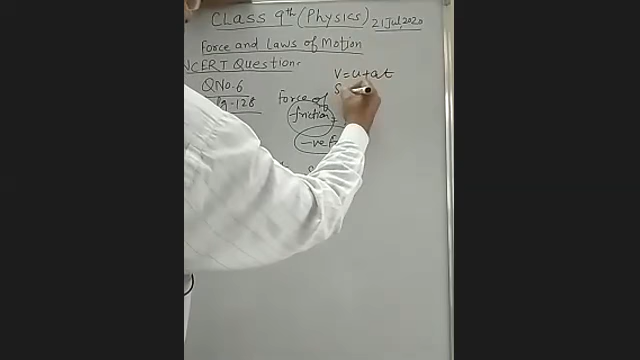 CLASS 9th (Physics) 21 Jul, 2020
Force and Laws of Motion
NCERT Question
Q No. 6
Pg-128
V = u + at
S
Force of
friction
-ve